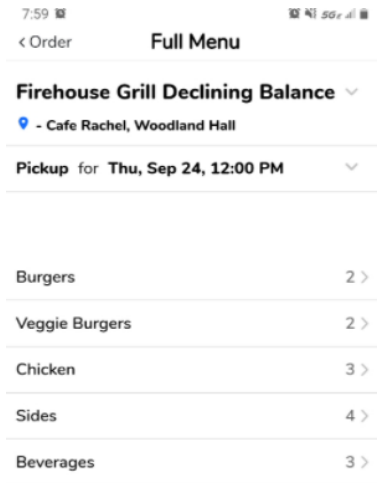 7:59 5Ge
< Order Full Menu
Firehouse Grill Declining Balance
- Cafe Rachel, Woodland Hall
Pickup for Thu, Sep 24, 12:00 PM
Burgers 2 >
Veggie Burgers 2 >
Chicken 3 >
Sides 4 >
Beverages 3 >